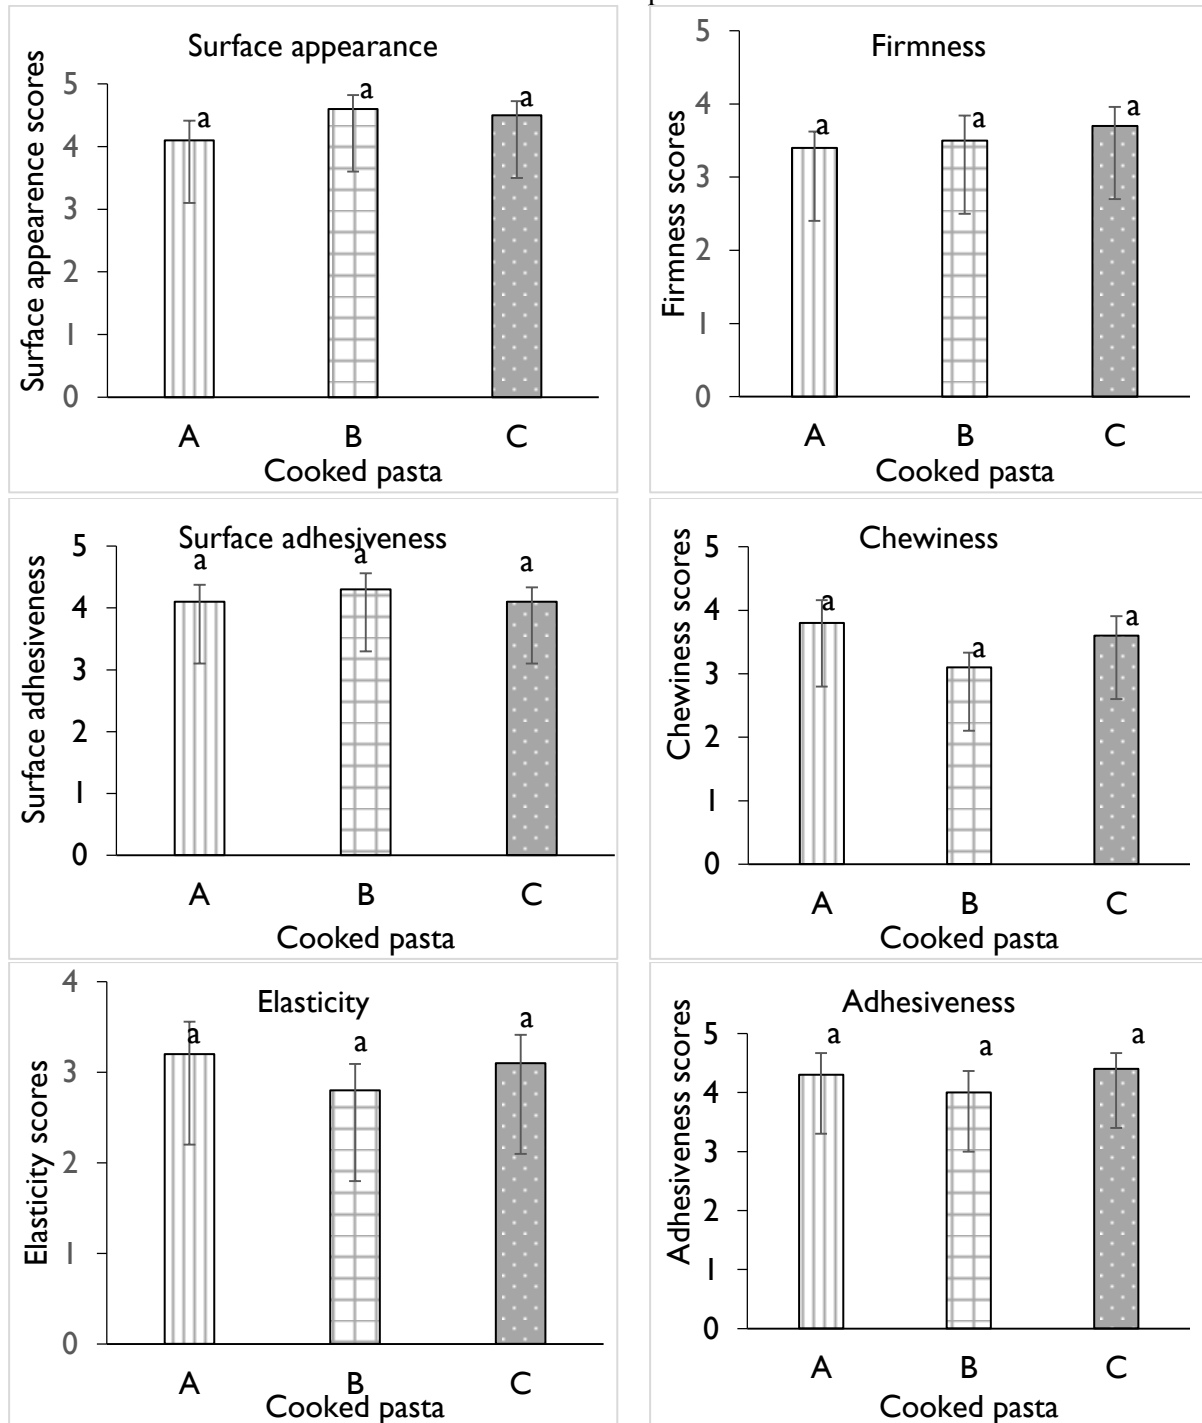 Surface appearance
Surface appearence scores
5
4
3
2
1
0
a
a
a
A
B
C
Cooked pasta
Firmness
Firmness scores
5
4
3
2
1
0
a
a
a
A
B
C
Cooked pasta
Surface adhesiveness
Surface adhesiveness
5
4
3
2
1
0
a
a
a
A
B
C
Cooked pasta
Chewiness
Chewiness scores
5
4
3
2
1
0
a
a
a
A
B
C
Cooked pasta
Elasticity
Elasticity scores
4
3
2
1
0
a
a
a
A
B
C
Cooked pasta
Adhesiveness
Adhesiveness scores
5
4
3
2
1
0
a
a
a
A
B
C
Cooked pasta